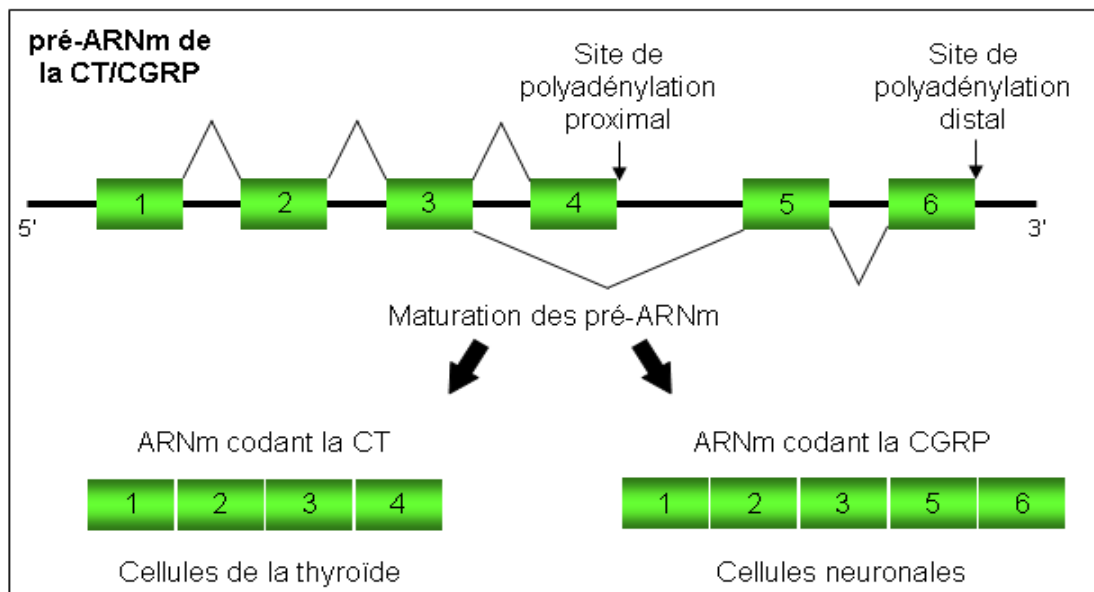 pré-ARNm de
la CT/CGRP
Site de
polyadénylation
proximal
Site de
polyadénylation
distal
1 2 3 4 5 6
5' 3'
Maturation des pré-ARNm
ARNm codant la CT
1 2 3 4
Cellules de la thyroïde
ARNm codant la CGRP
1 2 3 5 6
Cellules neuronales